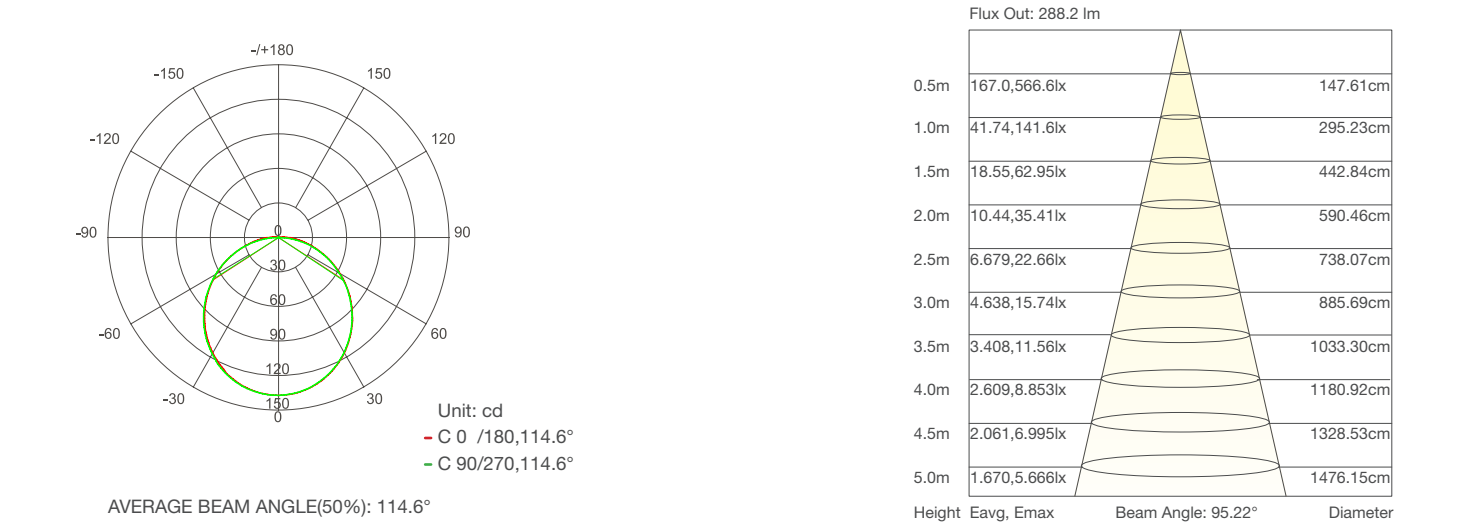 -/+180
-150
150
-120
120
-90
90
-60
60
-30
30
0
30
60
90
120
150
0
Unit: cd
C 0 /180,114.6°
C 90/270,114.6°
AVERAGE BEAM ANGLE(50%): 114.6°
Flux Out: 288.2 lm
0.5m 167.0,566.6lx 147.61cm
1.0m 41.74,141.6lx 295.23cm
1.5m 18.55,62.95lx 442.84cm
2.0m 10.44,35.41lx 590.46cm
2.5m 6.679,22.66lx 738.07cm
3.0m 4.638,15.74lx 885.69cm
3.5m 3.408,11.56lx 1033.30cm
4.0m 2.609,8.853lx 1180.92cm
4.5m 2.061,6.995lx 1328.53cm
5.0m 1.670,5.666lx 1476.15cm
Height Eavg, Emax Beam Angle: 95.22° Diameter